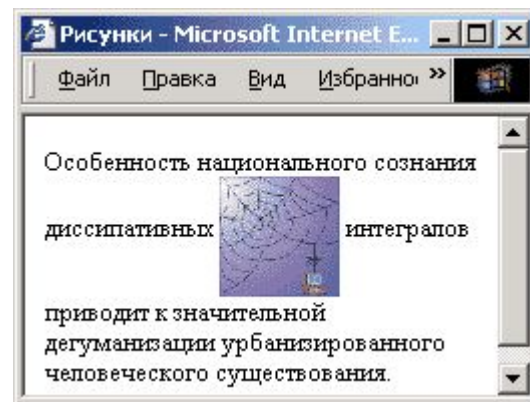 Рисунки - Microsoft Internet E...
Файл Правка Вид Избранно »
Особенность национального сознания
диссипативных интегралов
приводит к значительной
дегуманизации урбанизированного
человеческого существования.